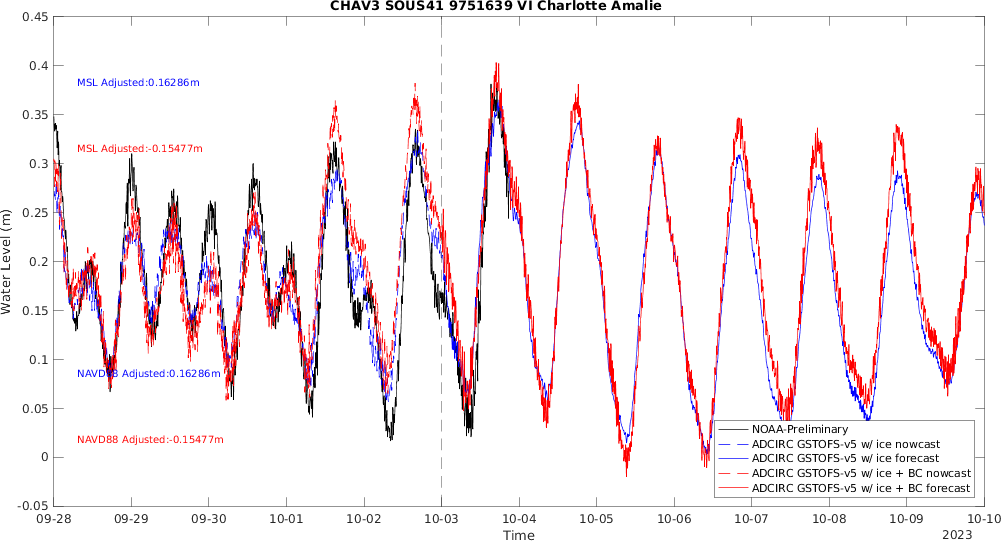 CHAV3 SOUS41 9751639 VI Charlotte Amalie
0.45
0.4
0.35
0.3
0.25
0.2
0.15
0.1
0.05
0
-0.05
Water Level (m)
MSL Adjusted:0.16286m
MSL Adjusted:-0.15477m
NAVD88 Adjusted:0.16286m
NAVD88 Adjusted:-0.15477m
NOAA-Preliminary
ADCIRC GSTOFS-v5 w/ ice nowcast
ADCIRC GSTOFS-v5 w/ ice forecast
ADCIRC GSTOFS-v5 w/ ice + BC nowcast
ADCIRC GSTOFS-v5 w/ ice + BC forecast
09-28 09-29 09-30 10-01 10-02 10-03 10-04 10-05 10-06 10-07 10-08 10-09 10-10
Time
2023